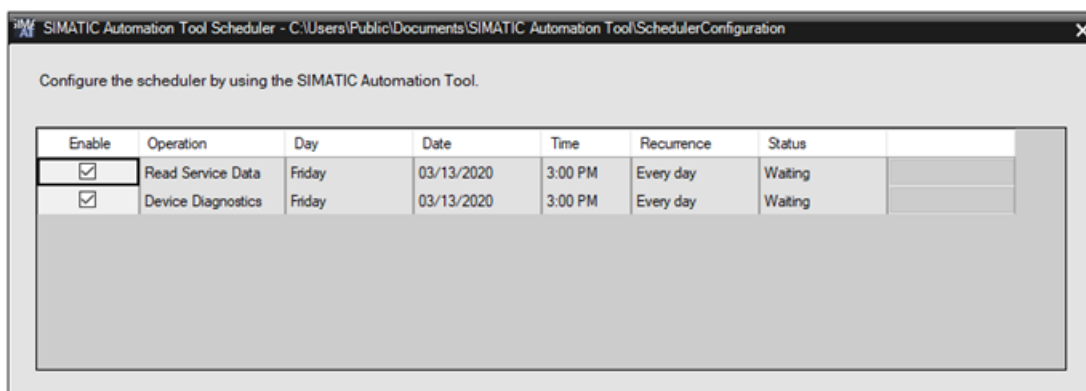 SIMATIC Automation Tool Scheduler - C:\Users\Public\Documents\SIMATIC Automation Tool\SchedulerConfiguration
Configure the scheduler by using the SIMATIC Automation Tool.
Enable Operation Day Date Time Recurrence Status
Read Service Data Friday 03/13/2020 3:00 PM Every day Waiting
Device Diagnostics Friday 03/13/2020 3:00 PM Every day Waiting